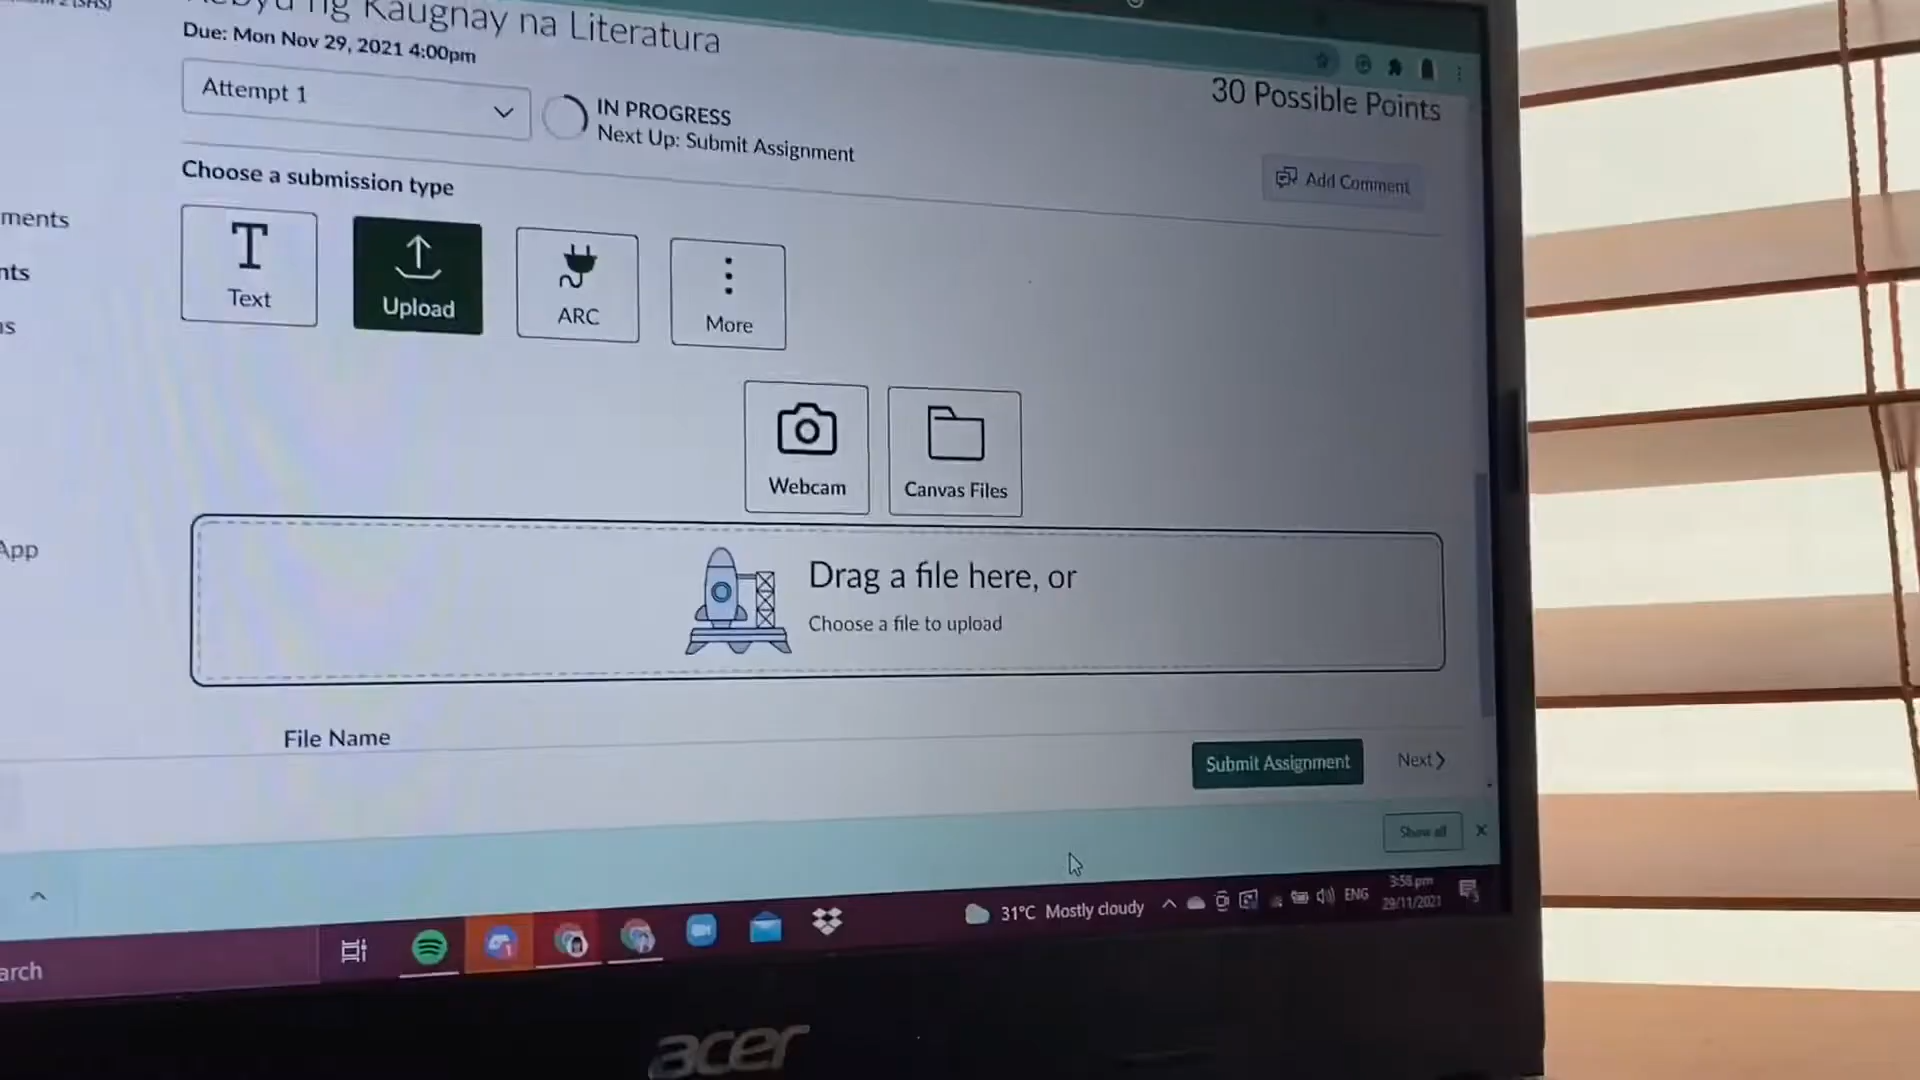 ng Kaugnay na Literatura
Due: Mon Nov 29, 2021 4:00pm
30 Possible Points
Attempt 1
IN PROGRESS
Next Up: Submit Assignment
Add Comment
Choose a submission type
ments
nts
Text
Upload
ARC
More
Webcam
Canvas Files
App
Drag a file here, or
Choose a file to upload
File Name
Submit Assignment
Next
Show all
31°C Mostly cloudy
ENG
3:58 pm
29/11/2021
arch
acer